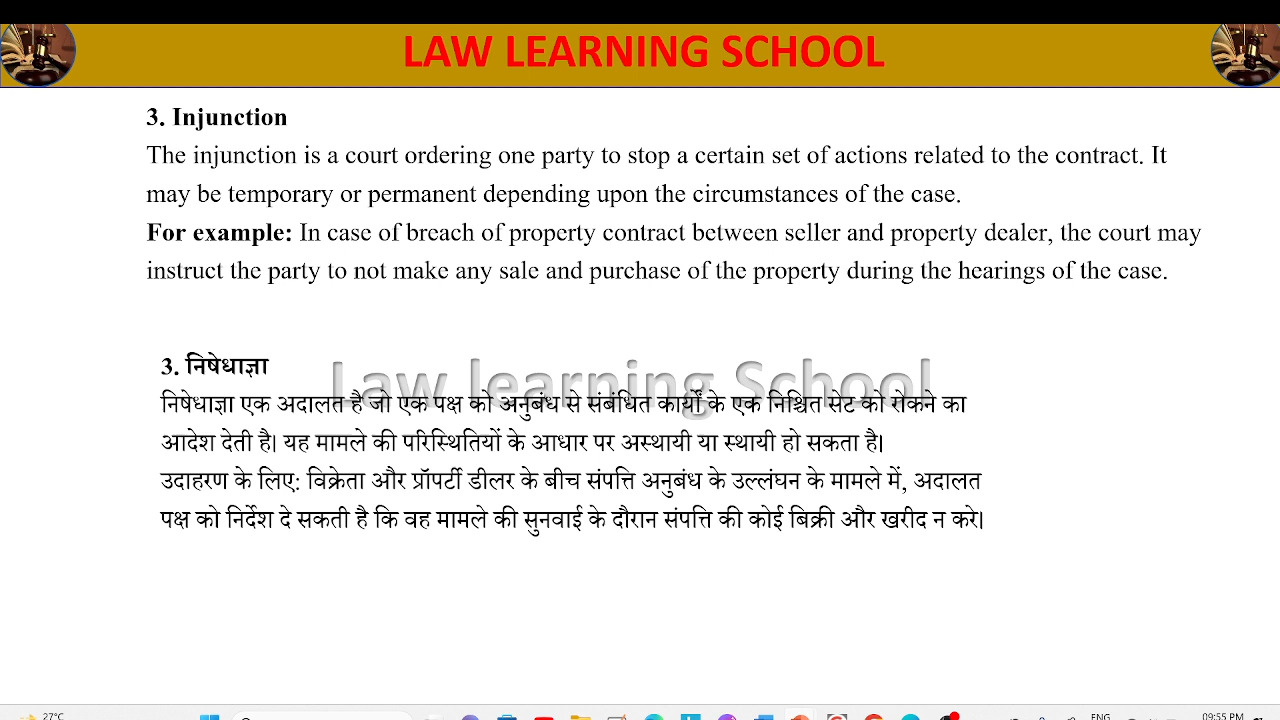 LAW LEARNING SCHOOL
3. Injunction
The injunction is a court ordering one party to stop a certain set of actions related to the contract. It
may be temporary or permanent depending upon the circumstances of the case.
For example: In case of breach of property contract between seller and property dealer, the court may
instruct the party to not make any sale and purchase of the property during the hearings of the case.
Law learning School
3. निषेधाज्ञा
निषेधाज्ञा एक अदालत है जो एक पक्ष को अनुबंध से संबंधित कार्यों के एक निश्चित सेट को रोकने का
आदेश देती है। यह मामले की परिस्थितियों के आधार पर अस्थायी या स्थायी हो सकता है।
उदाहरण के लिए: विक्रेता और प्रॉपर्टी डीलर के बीच संपत्ति अनुबंध के उल्लंघन के मामले में, अदालत
पक्ष को निर्देश दे सकती है कि वह मामले की सुनवाई के दौरान संपत्ति की कोई बिक्री और खरीद न करे।
27°C
ENG
09:55 PM